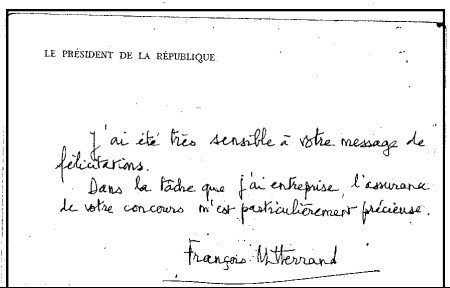 LE PRÉSIDENT DE LA RÉPUBLIQUE
J'ai été très sensible à votre message de
félicitations.
Dans la tâche que j'ai entreprise, l'assurance
de votre concours m'est particulièrement précieuse.
François Mitterrand